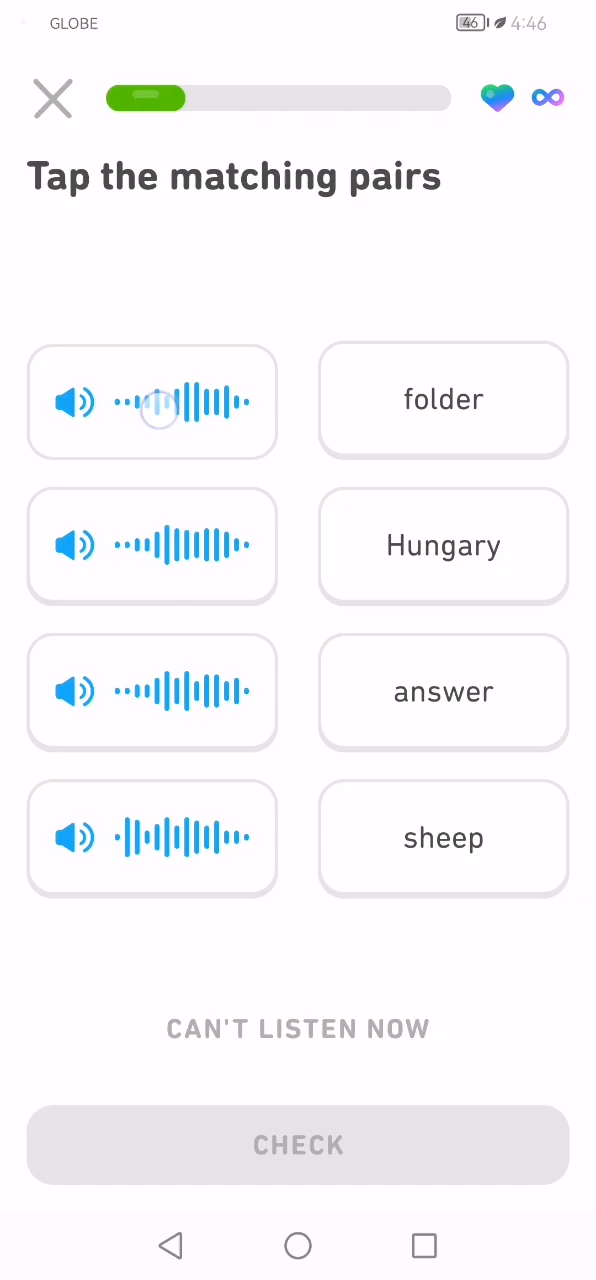 GLOBE
46
4:46
Tap the matching pairs
folder
Hungary
answer
sheep
CAN'T LISTEN NOW
CHECK